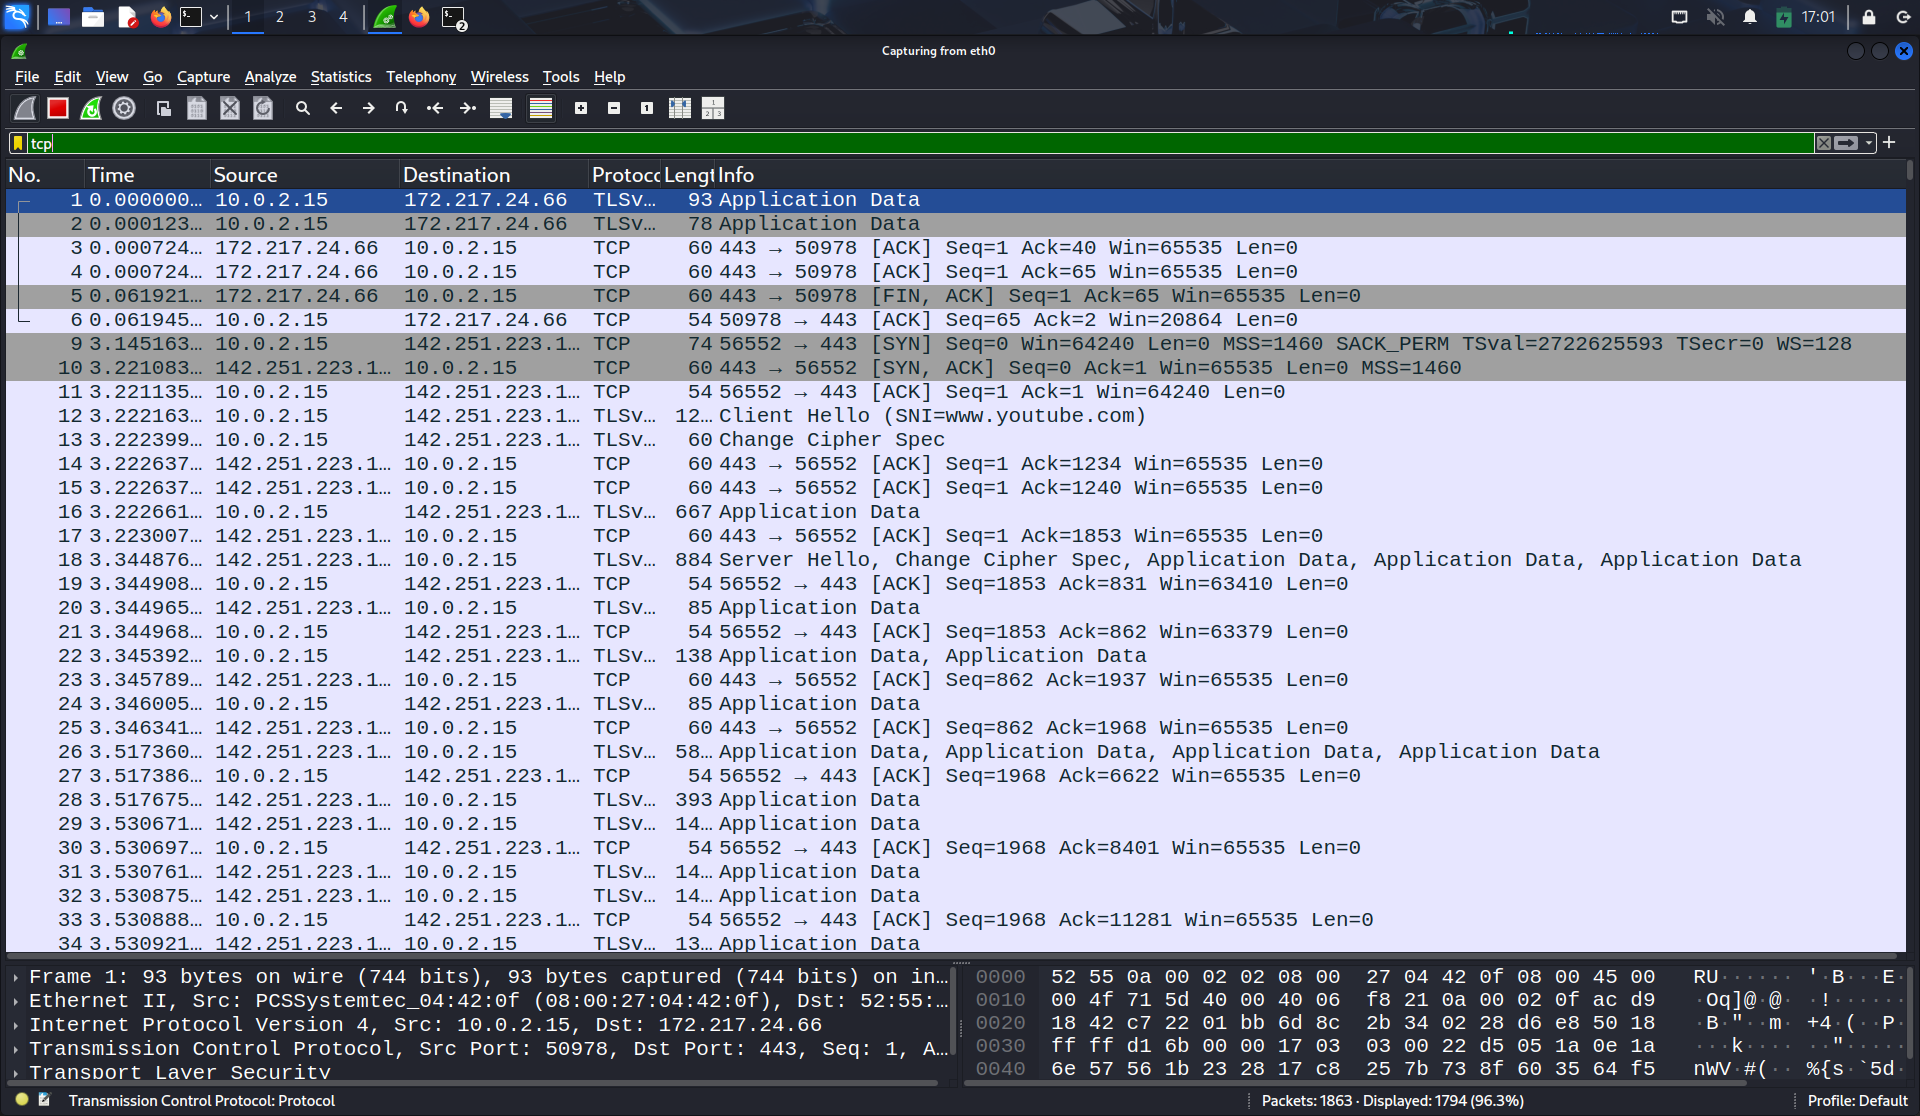 1 2 3 4 2 17:01
Capturing from eth0
File Edit View Go Capture Analyze Statistics Telephony Wireless Tools Help
tcp
No. Time Source Destination Protocc Lengt Info
1 0.000000… 10.0.2.15 172.217.24.66 TLSv… 93 Application Data
2 0.000123… 10.0.2.15 172.217.24.66 TLSv… 78 Application Data
3 0.000724… 172.217.24.66 10.0.2.15 TCP 60 443 → 50978 [ACK] Seq=1 Ack=40 Win=65535 Len=0
4 0.000724… 172.217.24.66 10.0.2.15 TCP 60 443 → 50978 [ACK] Seq=1 Ack=65 Win=65535 Len=0
5 0.061921… 172.217.24.66 10.0.2.15 TCP 60 443 → 50978 [FIN, ACK] Seq=1 Ack=65 Win=65535 Len=0
6 0.061945… 10.0.2.15 172.217.24.66 TCP 54 50978 → 443 [ACK] Seq=65 Ack=2 Win=20864 Len=0
9 3.145163… 10.0.2.15 142.251.223.1… TCP 74 56552 → 443 [SYN] Seq=0 Win=64240 Len=0 MSS=1460 SACK_PERM TSval=2722625593 TSecr=0 WS=128
10 3.221083… 142.251.223.1… 10.0.2.15 TCP 60 443 → 56552 [SYN, ACK] Seq=0 Ack=1 Win=65535 Len=0 MSS=1460
11 3.221135… 10.0.2.15 142.251.223.1… TCP 54 56552 → 443 [ACK] Seq=1 Ack=1 Win=64240 Len=0
12 3.222163… 10.0.2.15 142.251.223.1… TLSv… 12… Client Hello (SNI=www.youtube.com)
13 3.222399… 10.0.2.15 142.251.223.1… TLSv… 60 Change Cipher Spec
14 3.222637… 142.251.223.1… 10.0.2.15 TCP 60 443 → 56552 [ACK] Seq=1 Ack=1234 Win=65535 Len=0
15 3.222637… 142.251.223.1… 10.0.2.15 TCP 60 443 → 56552 [ACK] Seq=1 Ack=1240 Win=65535 Len=0
16 3.222661… 10.0.2.15 142.251.223.1… TLSv… 667 Application Data
17 3.223007… 142.251.223.1… 10.0.2.15 TCP 60 443 → 56552 [ACK] Seq=1 Ack=1853 Win=65535 Len=0
18 3.344876… 142.251.223.1… 10.0.2.15 TLSv… 884 Server Hello, Change Cipher Spec, Application Data, Application Data, Application Data
19 3.344908… 10.0.2.15 142.251.223.1… TCP 54 56552 → 443 [ACK] Seq=1853 Ack=831 Win=63410 Len=0
20 3.344965… 142.251.223.1… 10.0.2.15 TLSv… 85 Application Data
21 3.344968… 10.0.2.15 142.251.223.1… TCP 54 56552 → 443 [ACK] Seq=1853 Ack=862 Win=63379 Len=0
22 3.345392… 10.0.2.15 142.251.223.1… TLSv… 138 Application Data, Application Data
23 3.345789… 142.251.223.1… 10.0.2.15 TCP 60 443 → 56552 [ACK] Seq=862 Ack=1937 Win=65535 Len=0
24 3.346005… 10.0.2.15 142.251.223.1… TLSv… 85 Application Data
25 3.346341… 142.251.223.1… 10.0.2.15 TCP 60 443 → 56552 [ACK] Seq=862 Ack=1968 Win=65535 Len=0
26 3.517360… 142.251.223.1… 10.0.2.15 TLSv… 58… Application Data, Application Data, Application Data, Application Data
27 3.517386… 10.0.2.15 142.251.223.1… TCP 54 56552 → 443 [ACK] Seq=1968 Ack=6622 Win=65535 Len=0
28 3.517675… 142.251.223.1… 10.0.2.15 TLSv… 393 Application Data
29 3.530671… 142.251.223.1… 10.0.2.15 TLSv… 14… Application Data
30 3.530697… 10.0.2.15 142.251.223.1… TCP 54 56552 → 443 [ACK] Seq=1968 Ack=8401 Win=65535 Len=0
31 3.530761… 142.251.223.1… 10.0.2.15 TLSv… 14… Application Data
32 3.530875… 142.251.223.1… 10.0.2.15 TLSv… 14… Application Data
33 3.530888… 10.0.2.15 142.251.223.1… TCP 54 56552 → 443 [ACK] Seq=1968 Ack=11281 Win=65535 Len=0
34 3.530921… 142.251.223.1… 10.0.2.15 TLSv… 13… Application Data
Frame 1: 93 bytes on wire (744 bits), 93 bytes captured (744 bits) on in…
Ethernet II, Src: PCSSystemtec_04:42:0f (08:00:27:04:42:0f), Dst: 52:55:…
Internet Protocol Version 4, Src: 10.0.2.15, Dst: 172.217.24.66
Transmission Control Protocol, Src Port: 50978, Dst Port: 443, Seq: 1, A…
Transport Layer Security
0000 52 55 0a 00 02 02 08 00 27 04 42 0f 08 00 45 00 RU······ '·B···E·
0010 00 4f 71 5d 40 00 40 06 f8 21 0a 00 02 0f ac d9 ·Oq]@·@· ·!······
0020 18 42 c7 22 01 bb 6d 8c 2b 34 02 28 d6 e8 50 18 ·B·"··m· +4·(··P·
0030 ff ff d1 6b 00 00 17 03 03 00 22 d5 05 1a 0e 1a ···k···· ··"·····
0040 6e 57 56 1b 23 28 17 c8 25 7b 73 8f 60 35 64 f5 nWV·#(·· %{s·`5d·
Transmission Control Protocol: Protocol
Packets: 1863 · Displayed: 1794 (96.3%)
Profile: Default